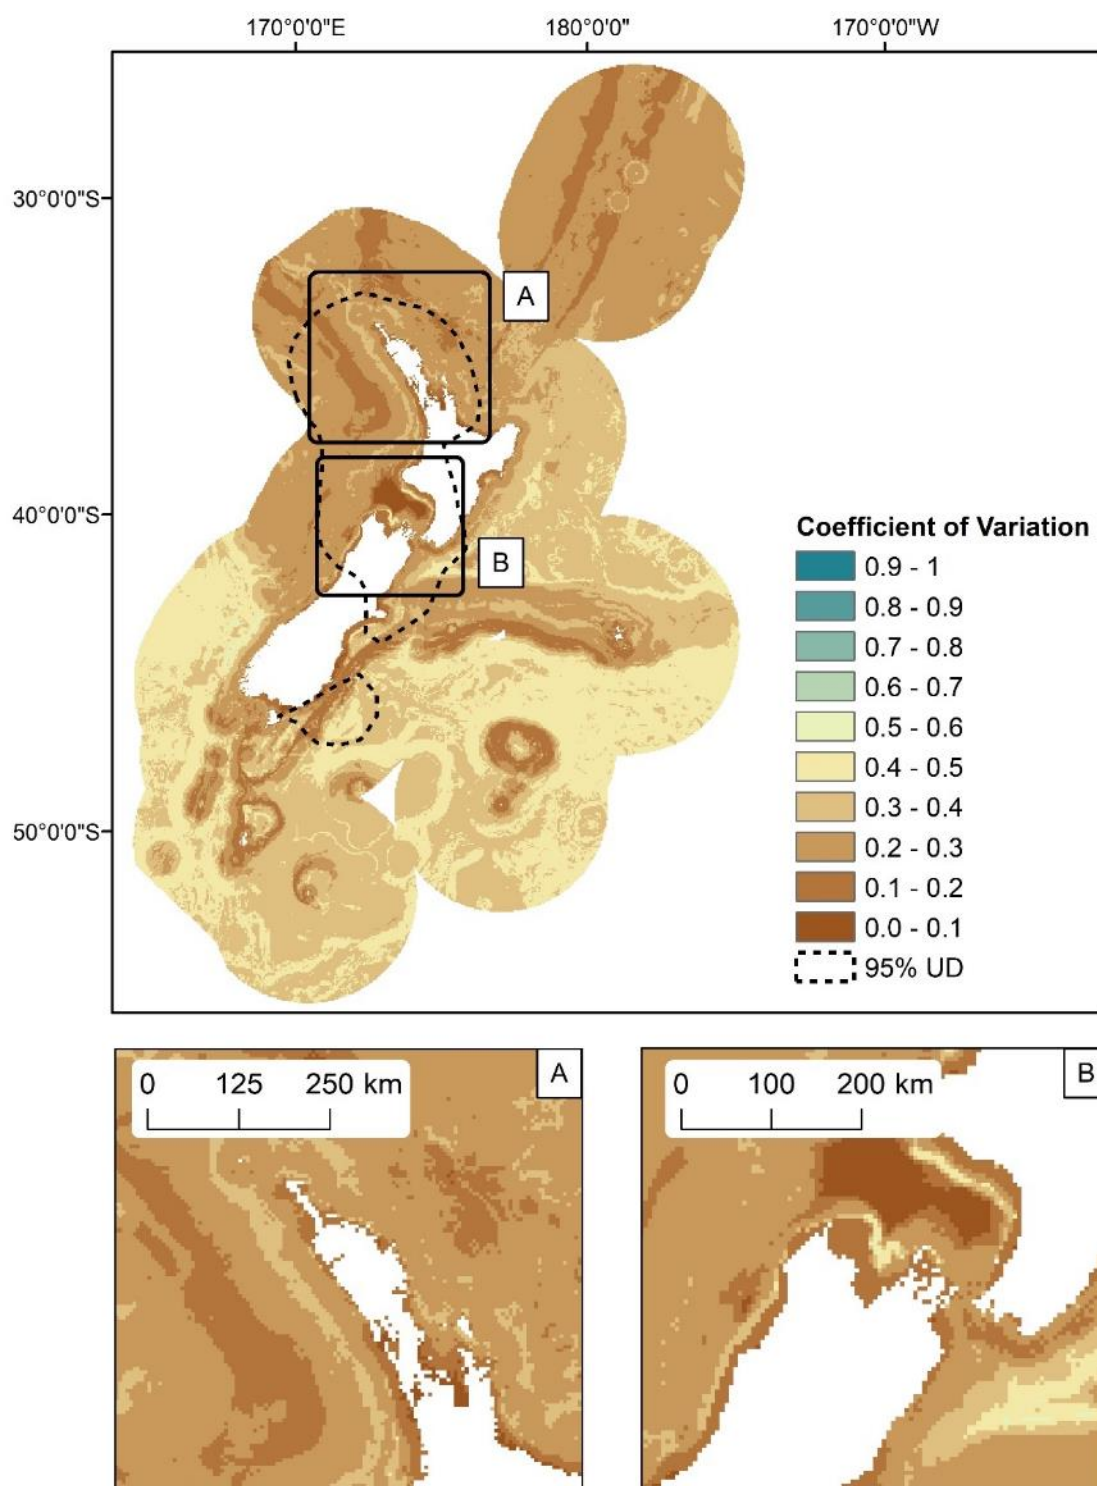 170°0'0"E 180°0'0" 170°0'0"W
30°0'0"S
A
40°0'0"S
B
50°0'0"S
Coefficient of Variation
0.9 - 1
0.8 - 0.9
0.7 - 0.8
0.6 - 0.7
0.5 - 0.6
0.4 - 0.5
0.3 - 0.4
0.2 - 0.3
0.1 - 0.2
0.0 - 0.1
95% UD
0 125 250 km
A
0 100 200 km
B